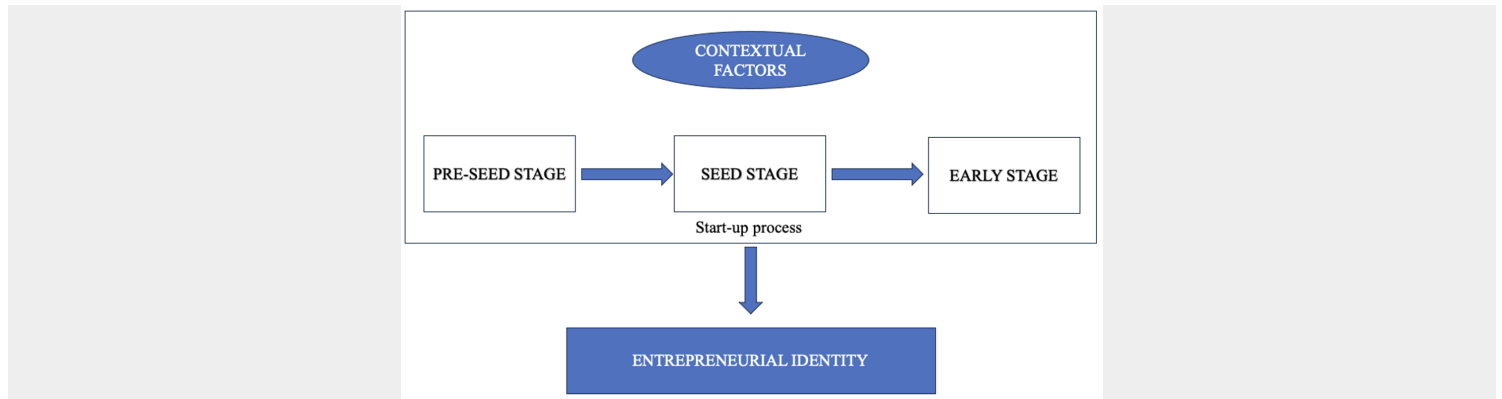 CONTEXTUAL
FACTORS
PRE-SEED STAGE
SEED STAGE
EARLY STAGE
Start-up process
ENTREPRENEURIAL IDENTITY